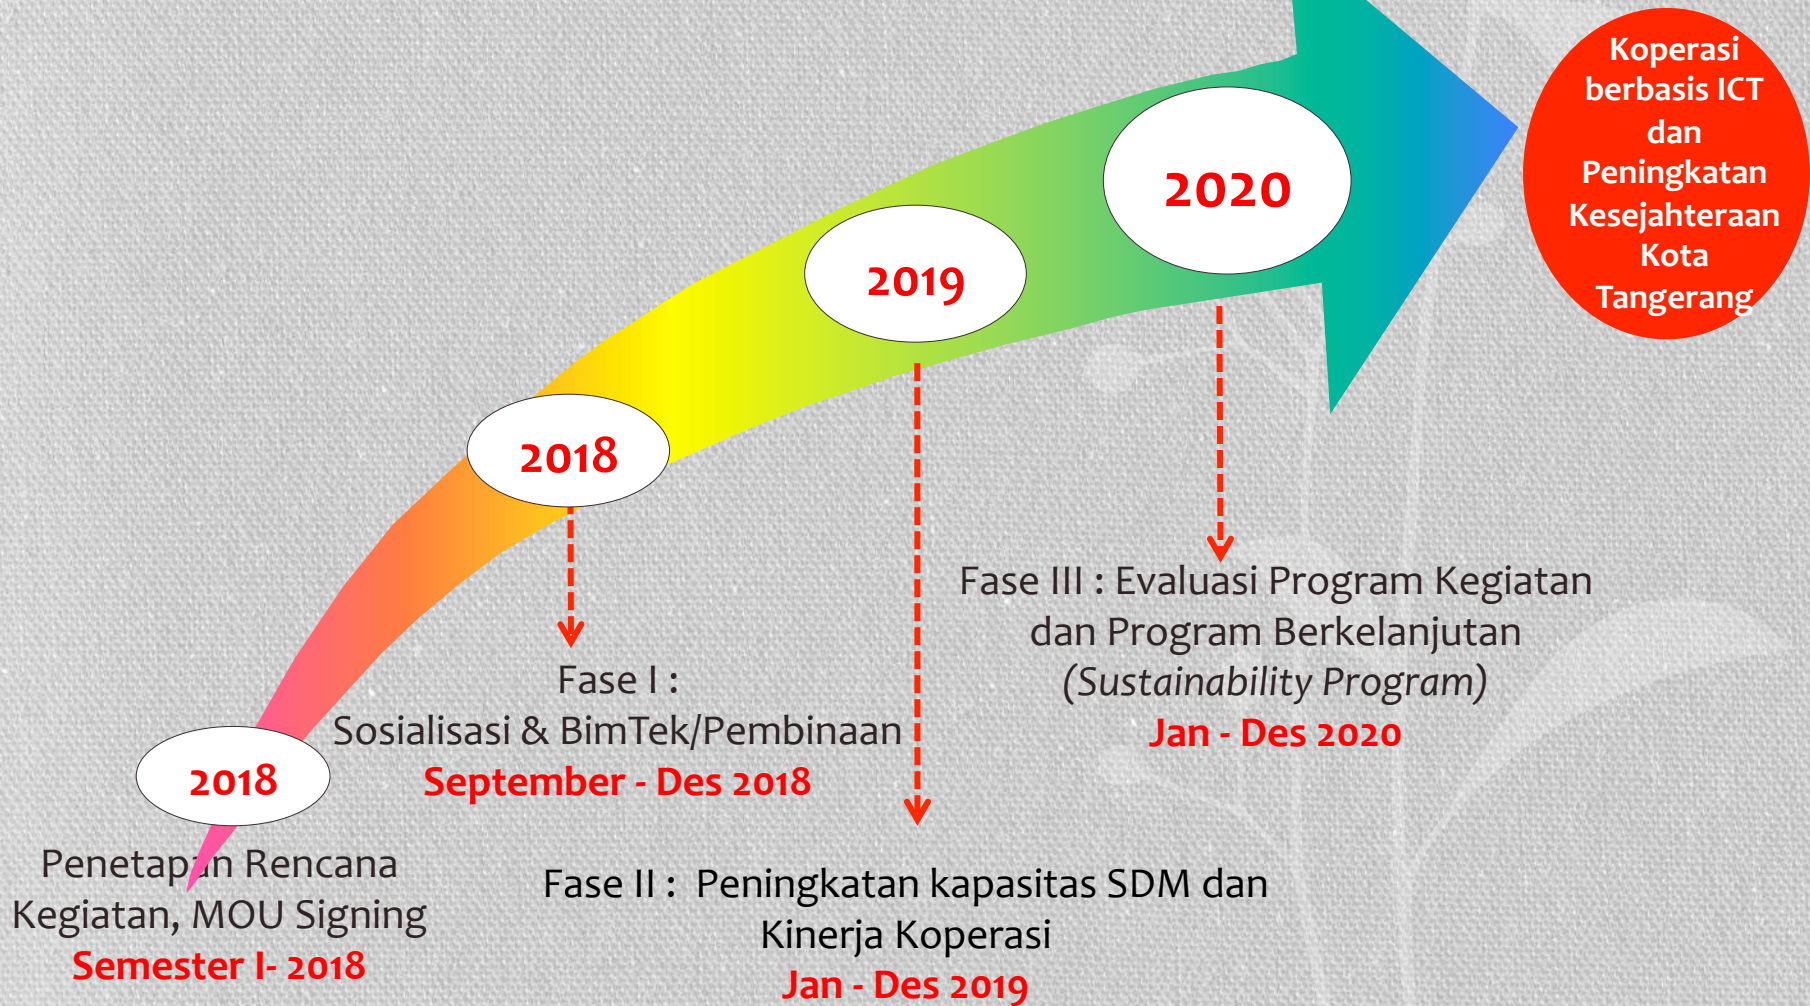 2018
Penetapan Rencana
Kegiatan, MOU Signing
Semester I- 2018
2018
Fase I :
Sosialisasi & BimTek/Pembinaan
September - Des 2018
2019
Fase II :  Peningkatan kapasitas SDM dan
Kinerja Koperasi
Jan - Des 2019
2020
Fase III : Evaluasi Program Kegiatan
dan Program Berkelanjutan
(Sustainability Program)
Jan - Des 2020
Koperasi
berbasis ICT
dan
Peningkatan
Kesejahteraan
Kota
Tangerang